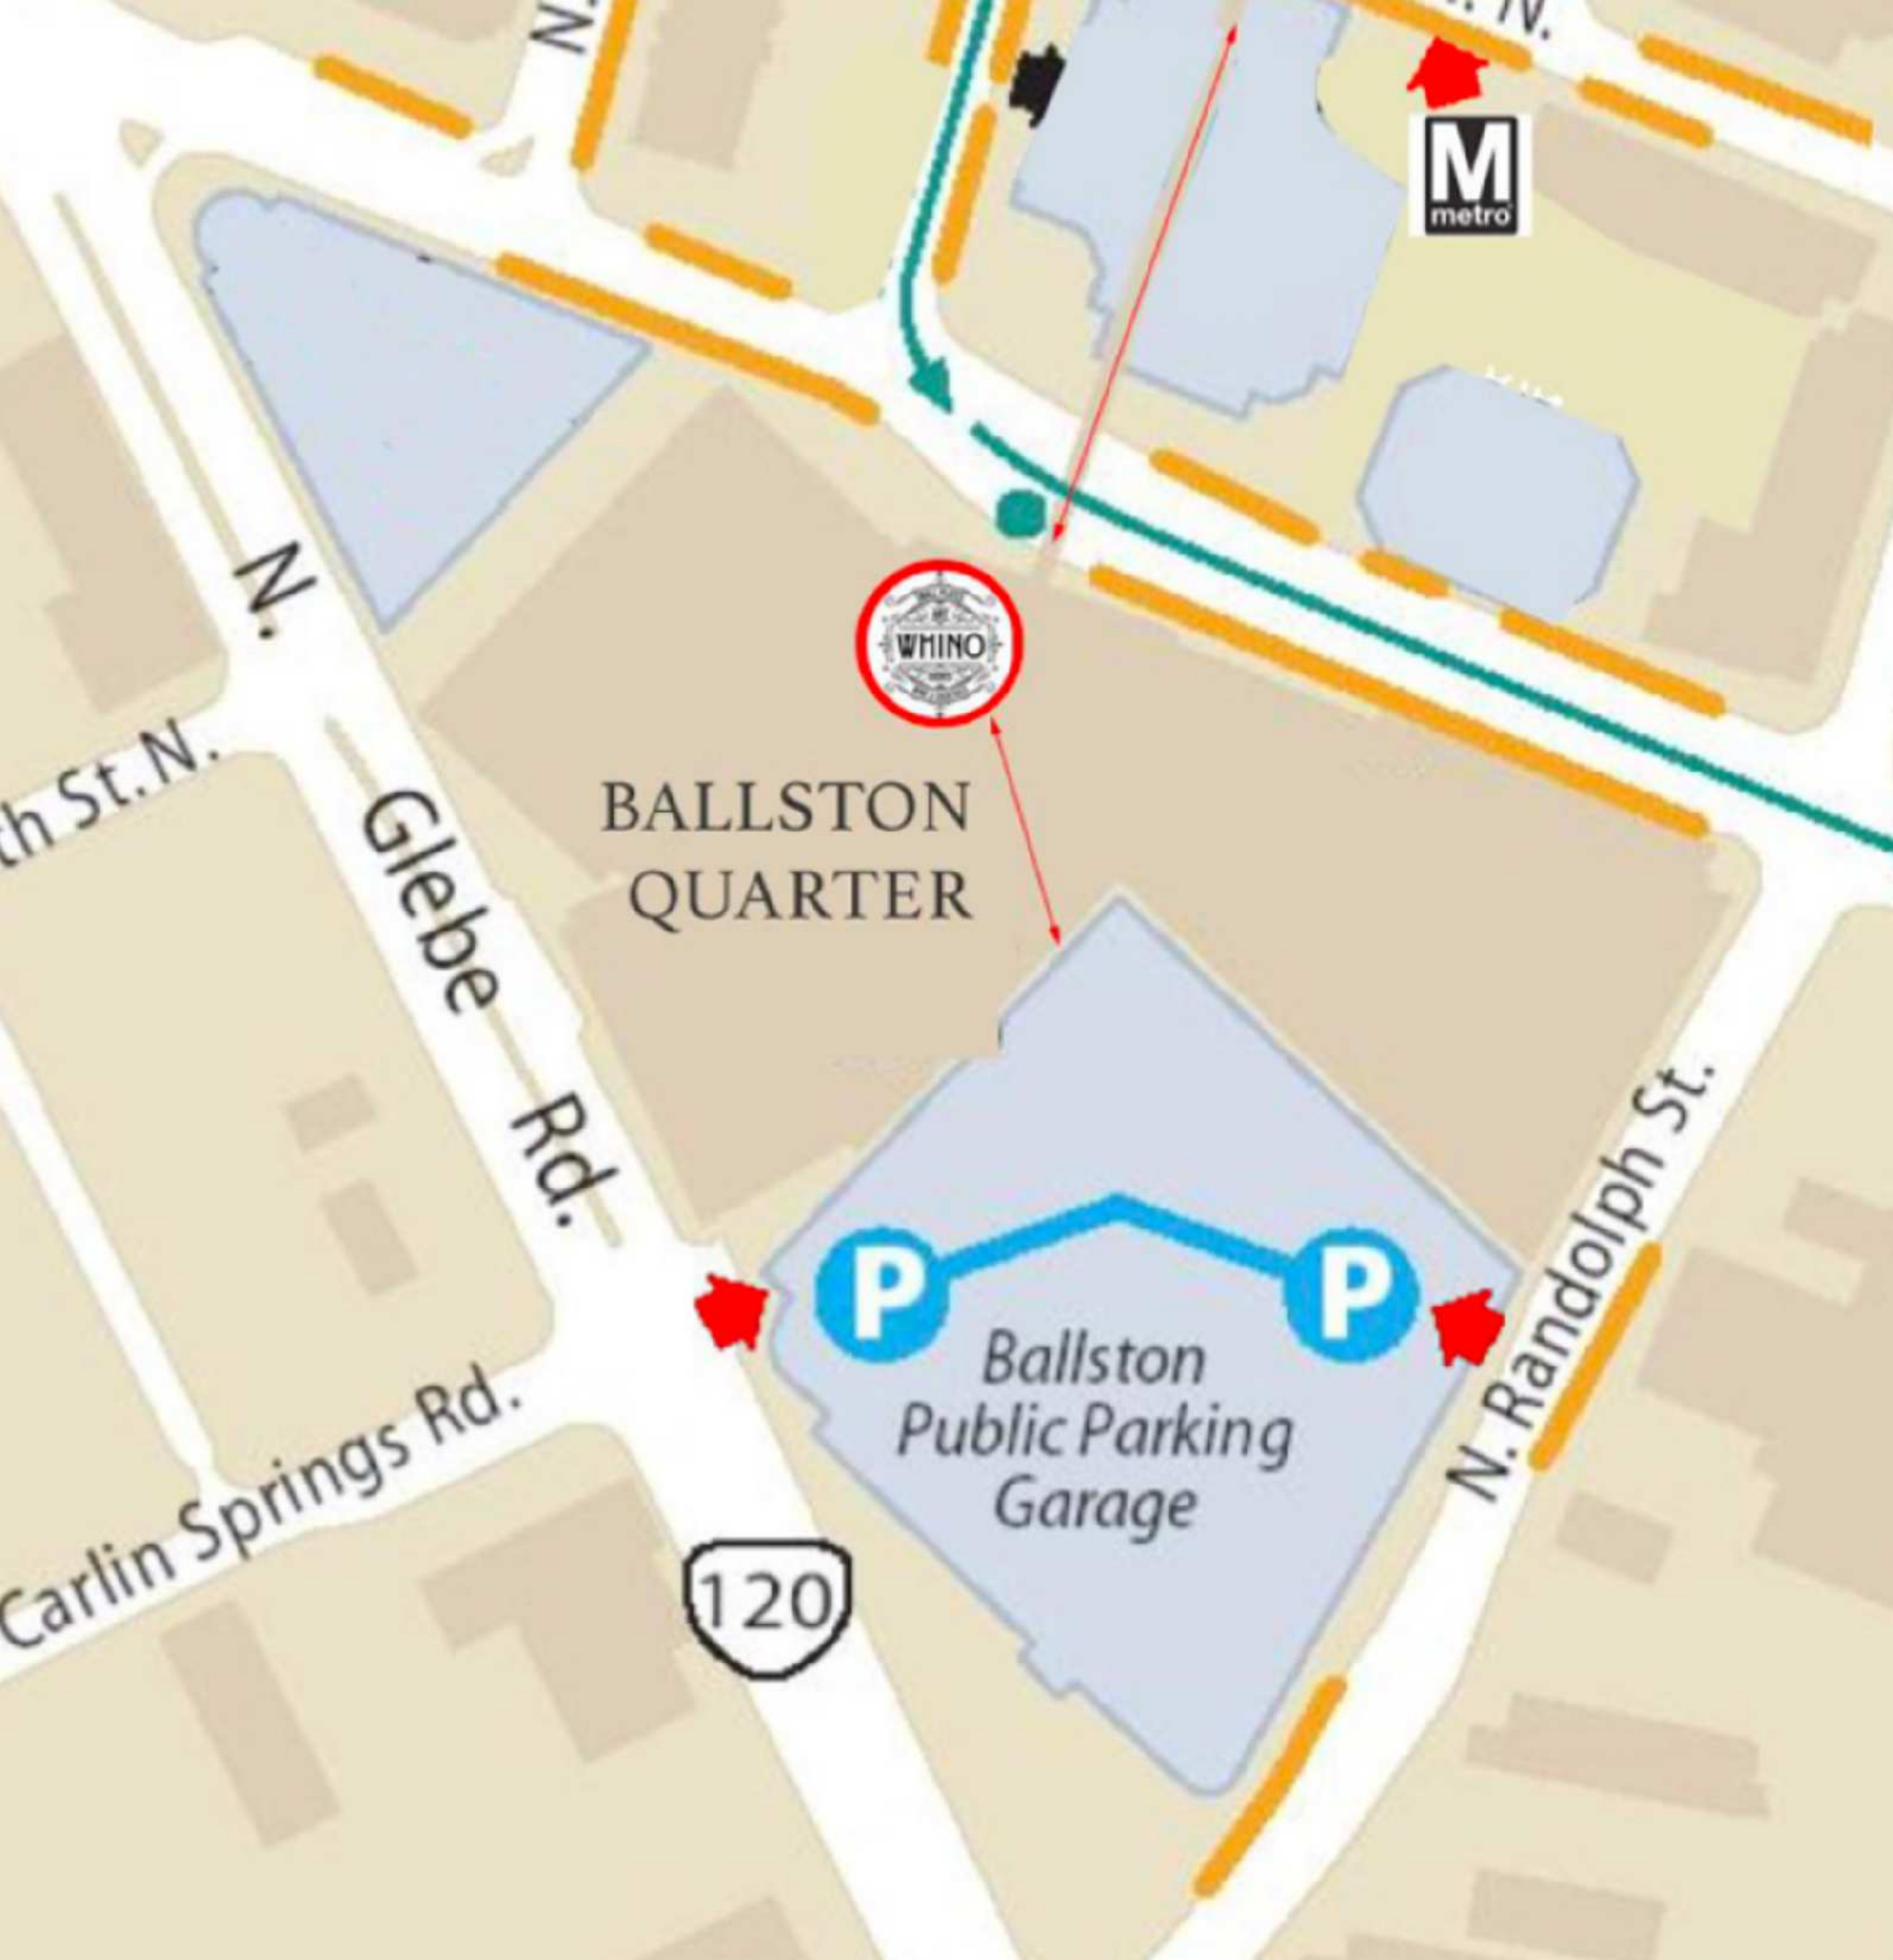 N.
N.
M
metro
N.
WHINO
th St. N.
BALLSTON
QUARTER
Glebe
Rd.
P
P
Ballston
Public Parking
Garage
N. Randolph St.
Carlin Springs Rd.
120